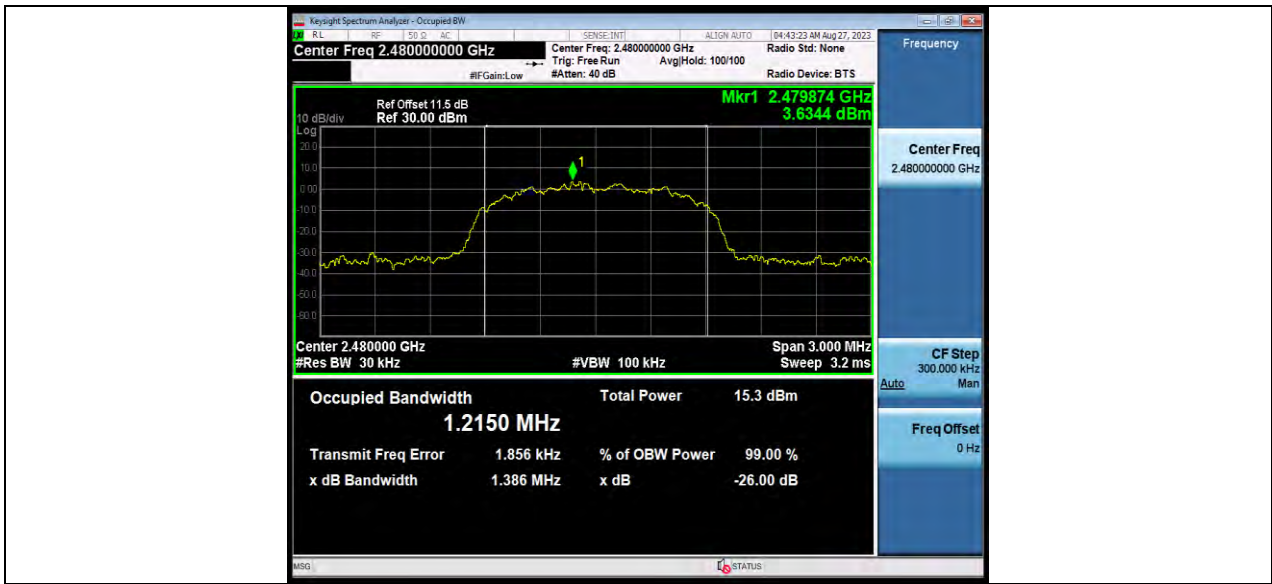 Keysight Spectrum Analyzer - Occupied BW
RL RF 50 Ω AC SENSE:INT ALIGN AUTO 04:43:23 AM Aug 27, 2023
Center Freq 2.480000000 GHz Center Freq: 2.480000000 GHz Radio Std: None
Trig: Free Run Avg|Hold: 100/100
#IFGain:Low #Atten: 40 dB Radio Device: BTS
Frequency
Mkr1 2.479874 GHz
3.6344 dBm
Ref Offset 11.5 dB
10 dB/div Ref 30.00 dBm
Log
20.0
10.0
0.00
-10.0
-20.0
-30.0
-40.0
-50.0
-60.0
1
Center 2.480000 GHz Span 3.000 MHz
#Res BW 30 kHz #VBW 100 kHz Sweep 3.2 ms
Center Freq
2.480000000 GHz
CF Step
300.000 kHz
Auto Man
Freq Offset
0 Hz
Occupied Bandwidth Total Power 15.3 dBm
1.2150 MHz
Transmit Freq Error 1.856 kHz % of OBW Power 99.00 %
x dB Bandwidth 1.386 MHz x dB -26.00 dB
MSG STATUS